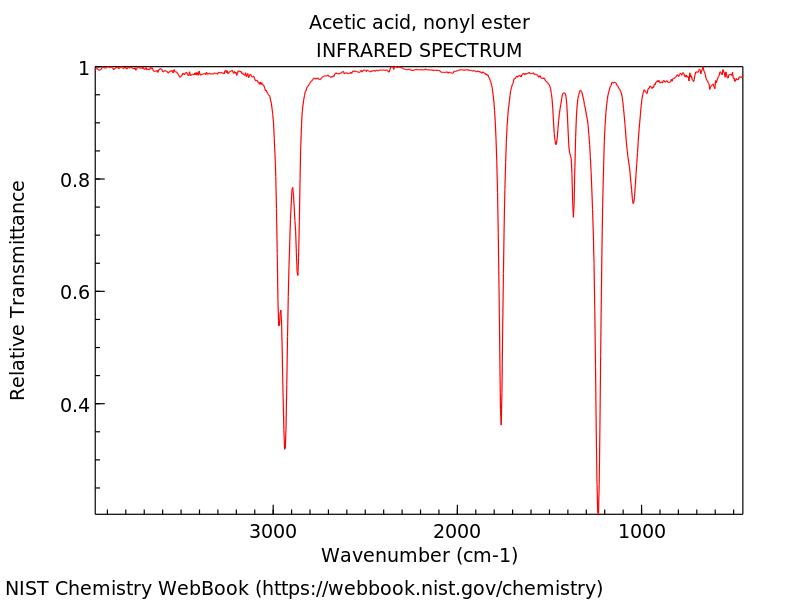 Acetic acid, nonyl ester
INFRARED SPECTRUM
1
0.8
0.6
0.4
Relative Transmittance
3000 2000 1000
Wavenumber (cm-1)
NIST Chemistry WebBook (https://webbook.nist.gov/chemistry)